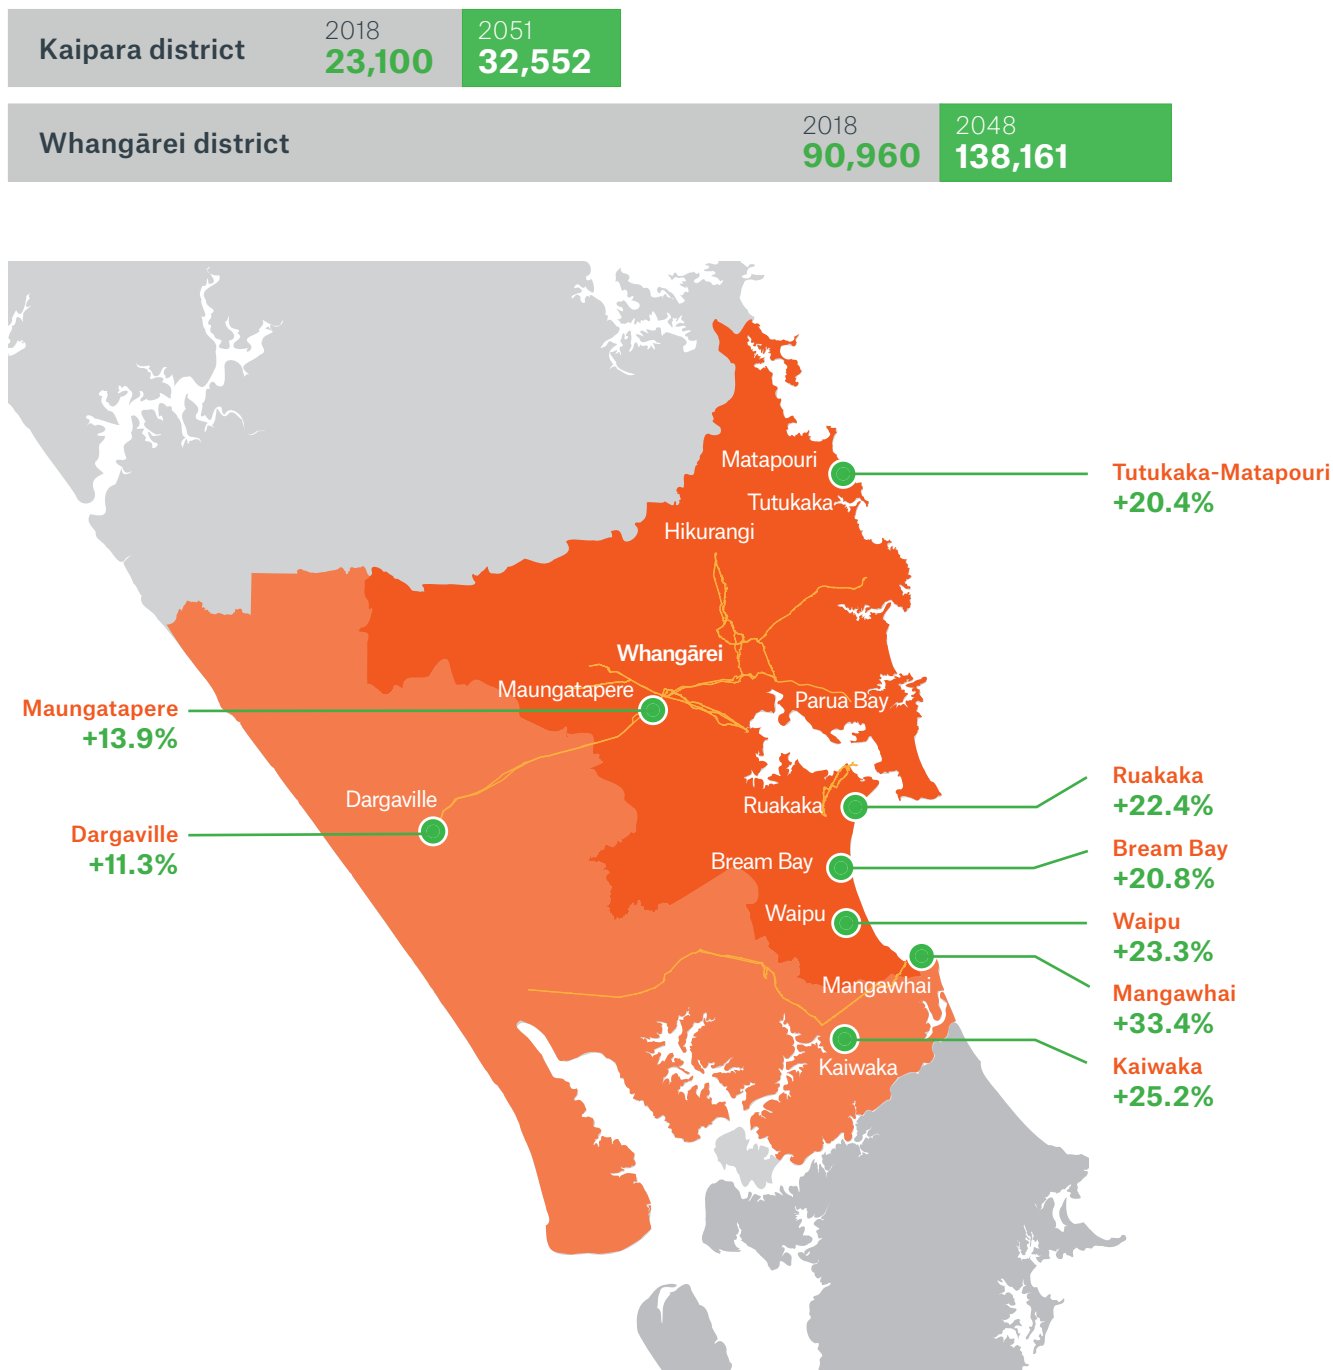 Kaipara district
2018
23,100
2051
32,552
Whangārei district
2018
90,960
2048
138,161
Matapouri
Tutukaka
Hikurangi
Whangārei
Maungatapere
Parua Bay
Dargaville
Ruakaka
Bream Bay
Waipu
Mangawhai
Kaiwaka
Maungatapere
+13.9%
Dargaville
+11.3%
Tutukaka-Matapouri
+20.4%
Ruakaka
+22.4%
Bream Bay
+20.8%
Waipu
+23.3%
Mangawhai
+33.4%
Kaiwaka
+25.2%